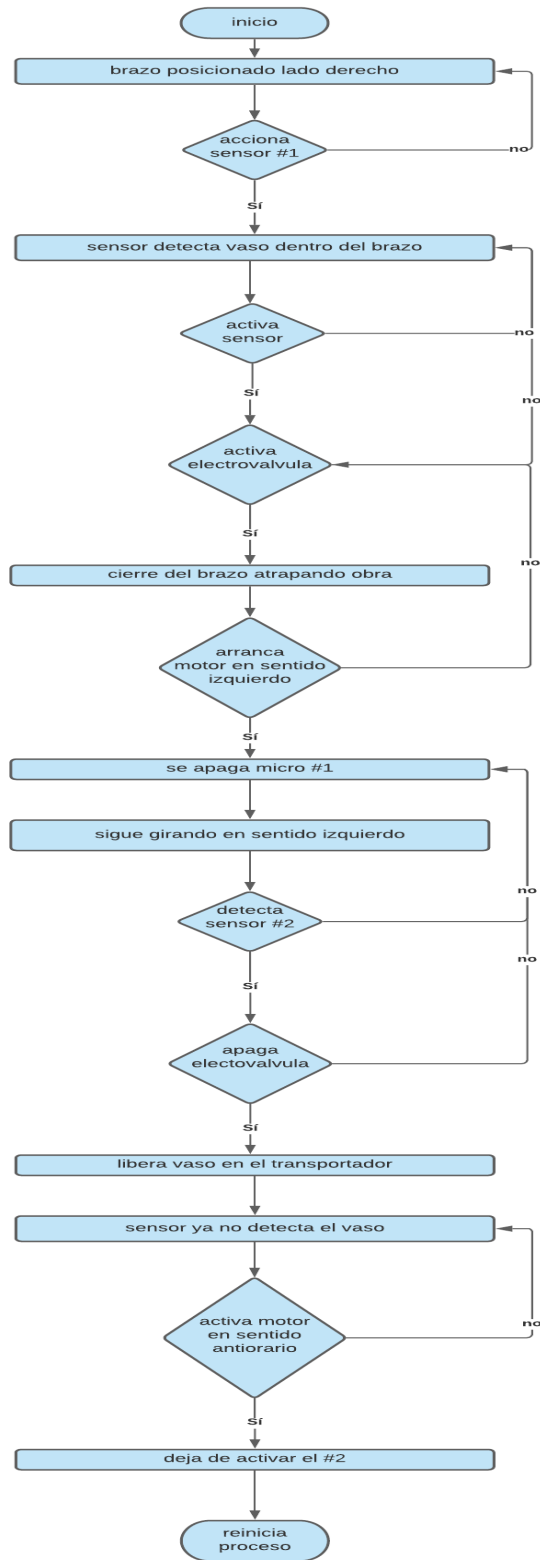 inicio
brazo posicionado lado derecho
acciona
sensor #1
no
Sí
sensor detecta vaso dentro del brazo
activa
sensor
no
no
Sí
activa
electrovalvula
Sí
no
cierre del brazo atrapando obra
arranca
motor en sentido
izquierdo
Sí
se apaga micro #1
sigue girando en sentido izquierdo
no
detecta
sensor #2
no
Sí
apaga
electovalvula
Sí
libera vaso en el transportador
sensor ya no detecta el vaso
activa motor
en sentido
antiorario
no
Sí
deja de activar el #2
reinicia
proceso